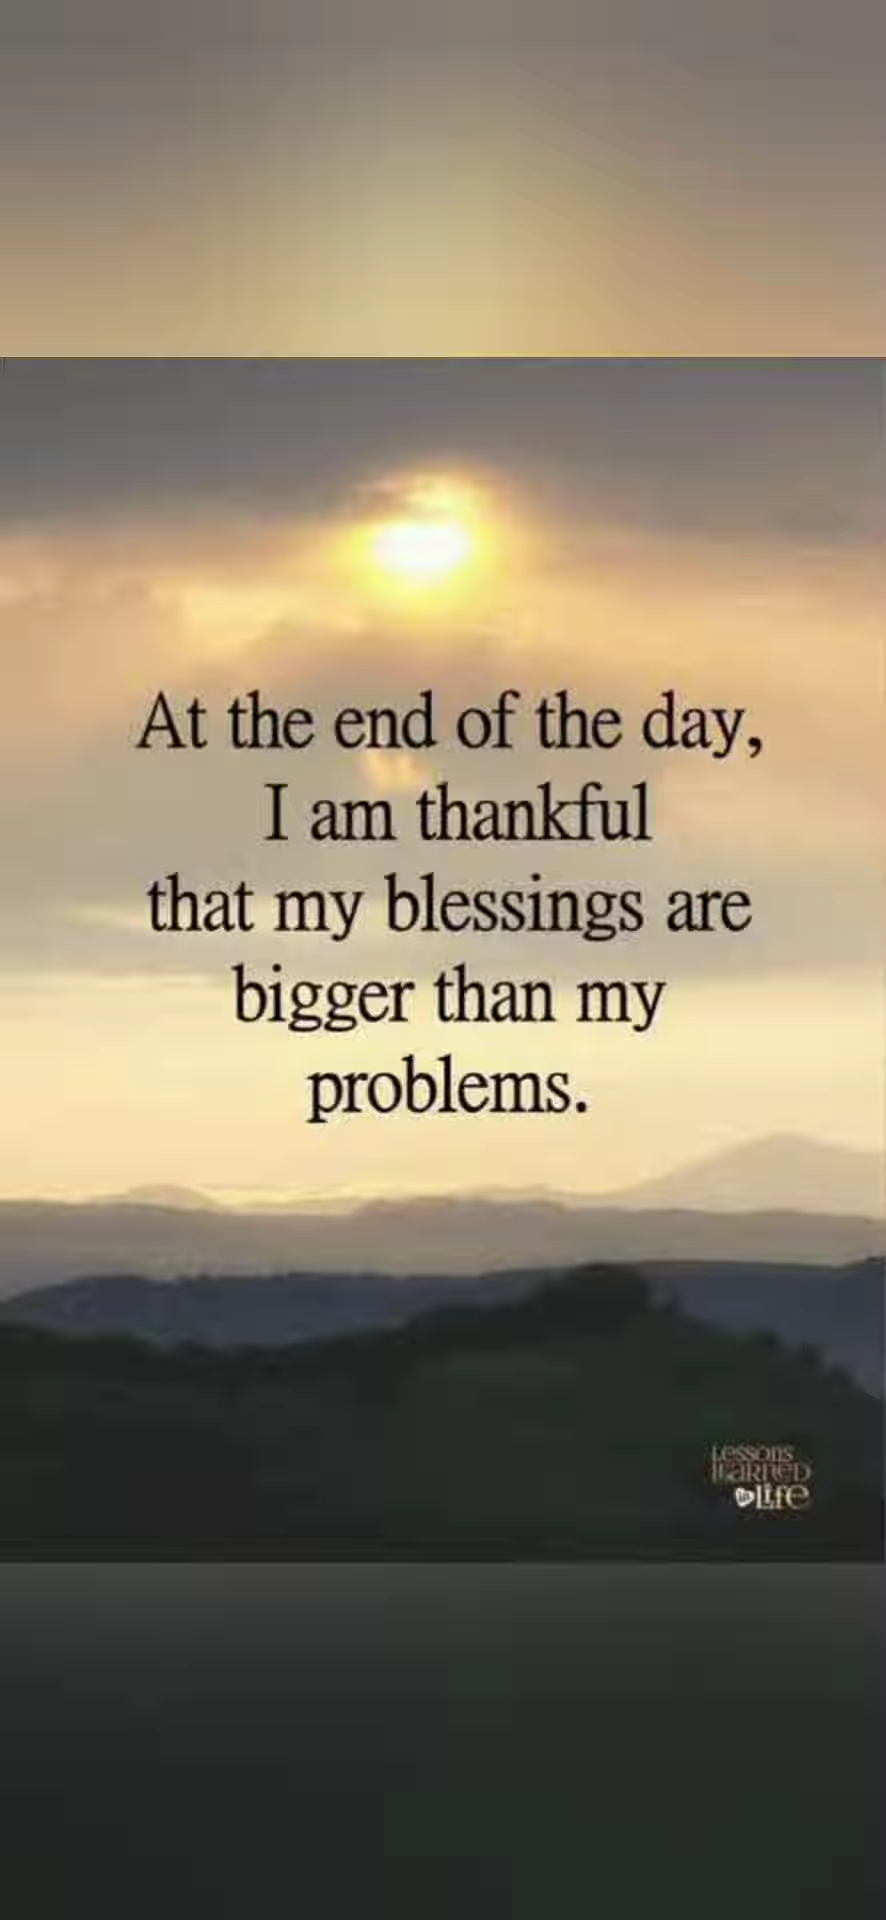 At the end of the day,
I am thankful
that my blessings are
bigger than my
problems.
Lessons
Learned
in Life